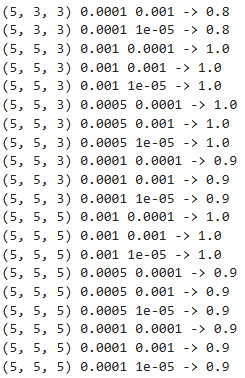 (5, 3, 3) 0.0001 0.001 -> 0.8
(5, 3, 3) 0.0001 1e-05 -> 0.8
(5, 5, 3) 0.001 0.0001 -> 1.0
(5, 5, 3) 0.001 0.001 -> 1.0
(5, 5, 3) 0.001 1e-05 -> 1.0
(5, 5, 3) 0.0005 0.0001 -> 1.0
(5, 5, 3) 0.0005 0.001 -> 1.0
(5, 5, 3) 0.0005 1e-05 -> 1.0
(5, 5, 3) 0.0001 0.0001 -> 0.9
(5, 5, 3) 0.0001 0.001 -> 0.9
(5, 5, 3) 0.0001 1e-05 -> 0.9
(5, 5, 5) 0.001 0.0001 -> 1.0
(5, 5, 5) 0.001 0.001 -> 1.0
(5, 5, 5) 0.001 1e-05 -> 1.0
(5, 5, 5) 0.0005 0.0001 -> 0.9
(5, 5, 5) 0.0005 0.001 -> 0.9
(5, 5, 5) 0.0005 1e-05 -> 0.9
(5, 5, 5) 0.0001 0.0001 -> 0.9
(5, 5, 5) 0.0001 0.001 -> 0.9
(5, 5, 5) 0.0001 1e-05 -> 0.9